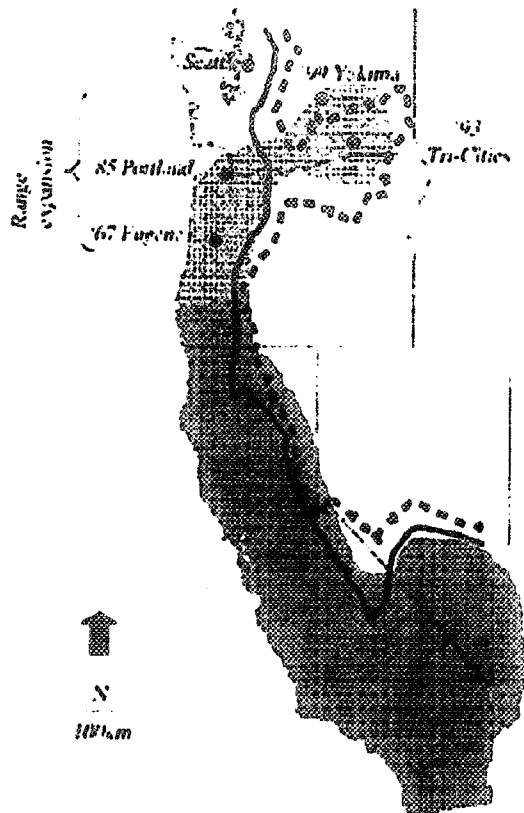 Seattle
'90 Yakima
'93
Tri-Cities
'85 Portland
'67 Eugene
Range
expansion
N
100km